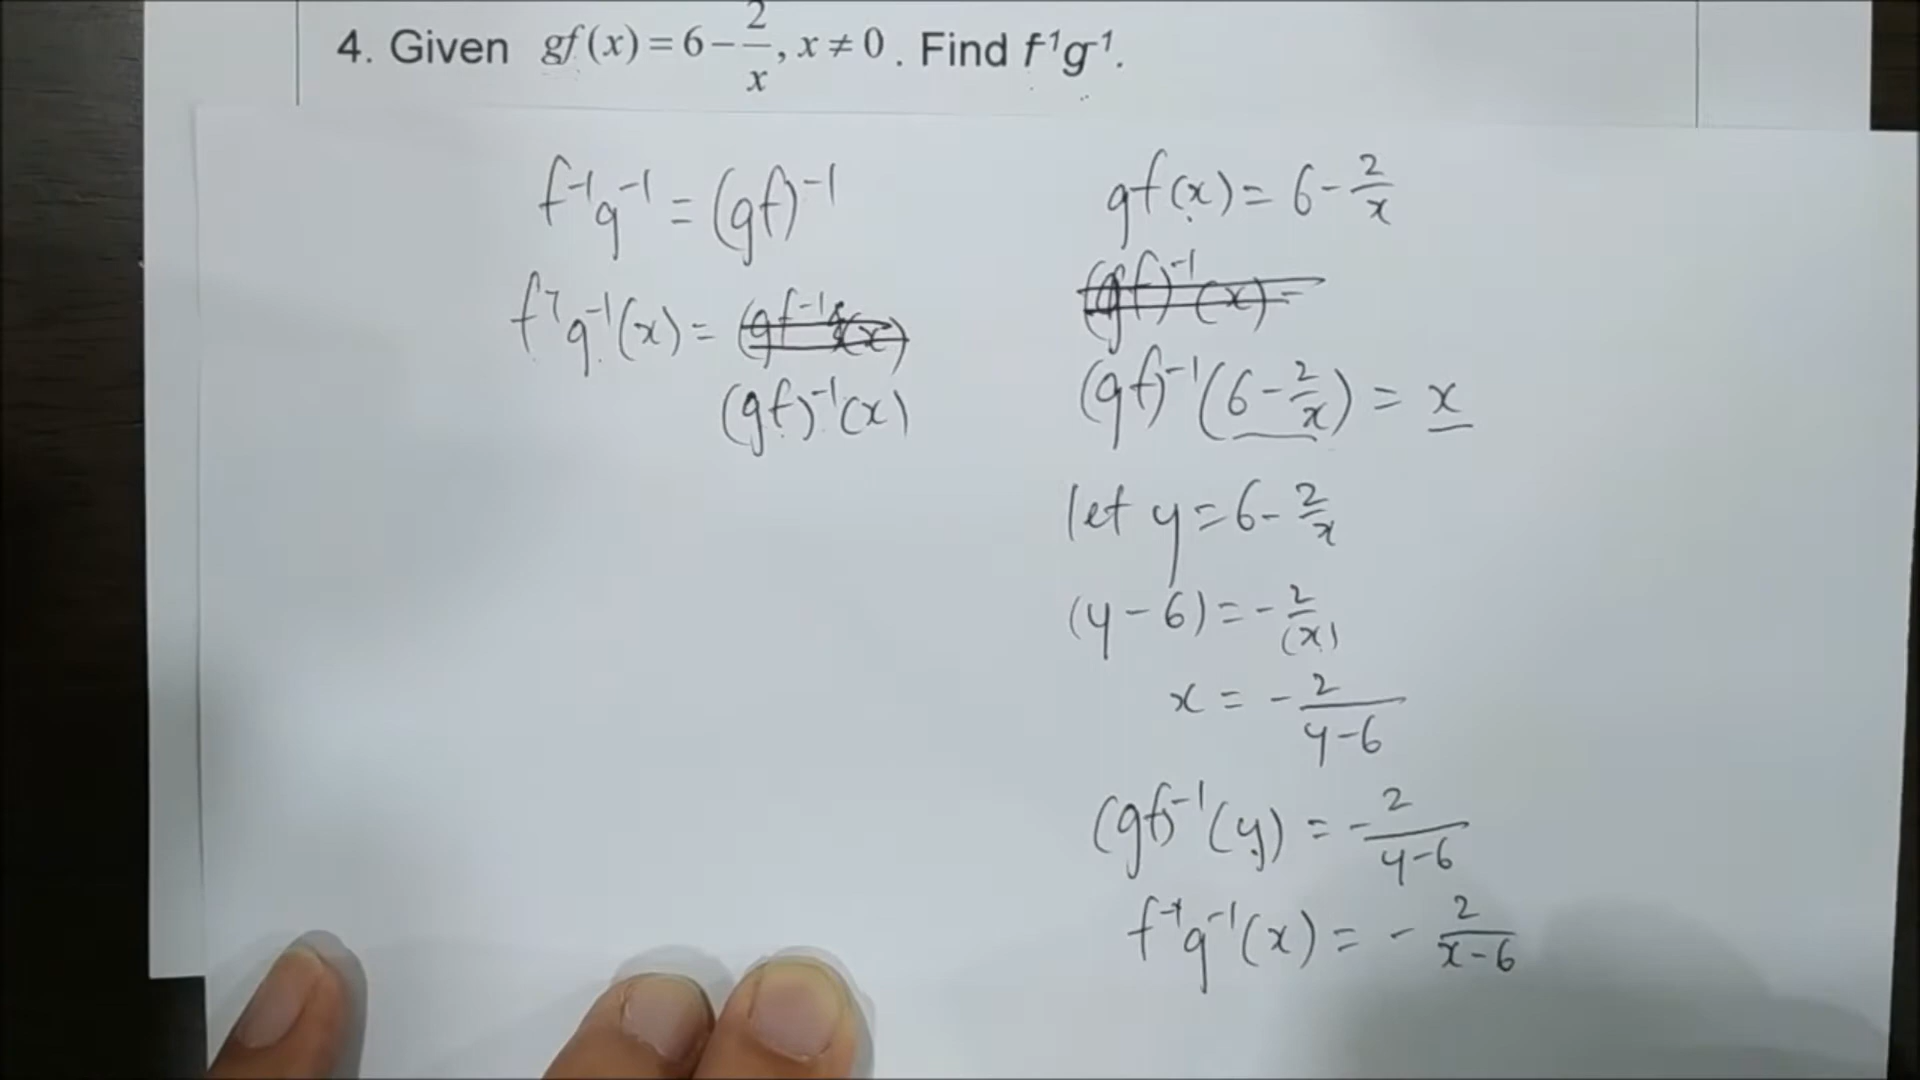 4. Given gf(x) = 6 - 2/x, x ≠ 0. Find f¹g¹.
f⁻¹g⁻¹ = (gf)⁻¹
f⁻¹g⁻¹(x) =
(gf)⁻¹(x)
gf(x) = 6 - 2/x
(gf)⁻¹(x) =
(gf)⁻¹(6 - 2/x) = x
let y = 6 - 2/x
(y - 6) = - 2/(x)
x = - 2/(y - 6)
(gf)⁻¹(y) = - 2/(y - 6)
f⁻¹g⁻¹(x) = - 2/(x - 6)